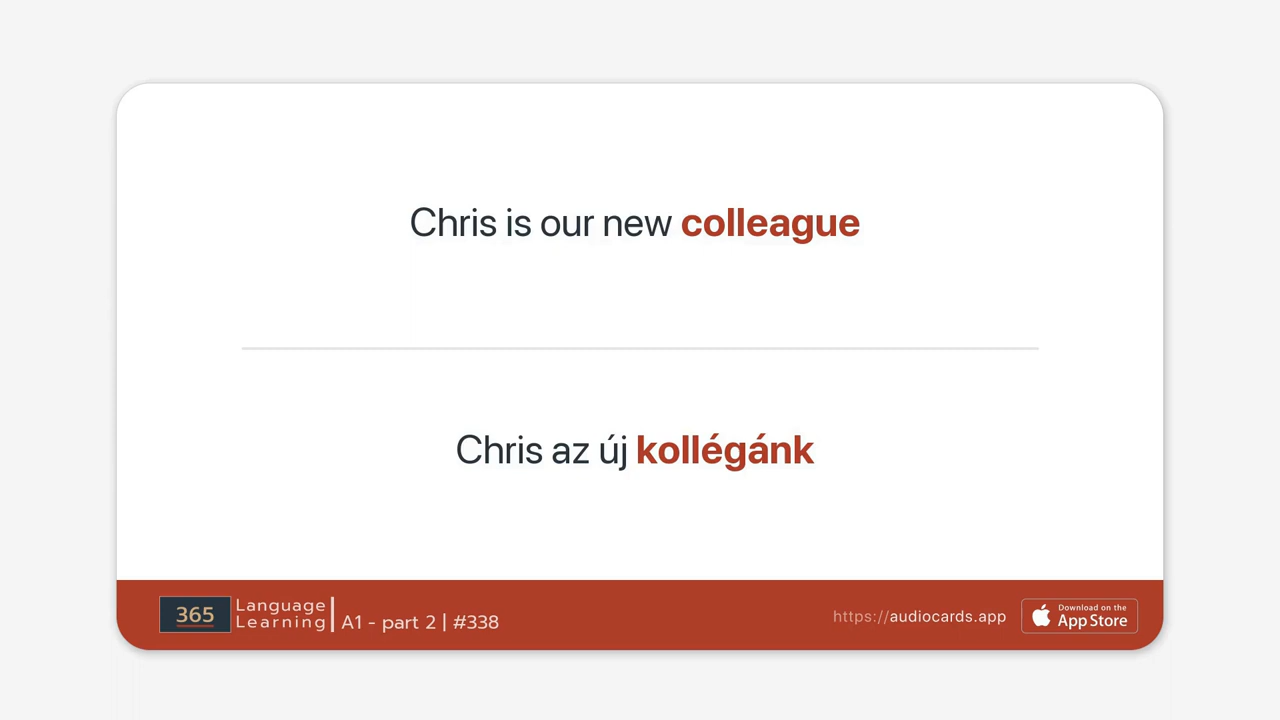 Chris is our new colleague
Chris az új kollégánk
365
Language
Learning
A1 - part 2 | #338
https://audiocards.app
Download on the
App Store